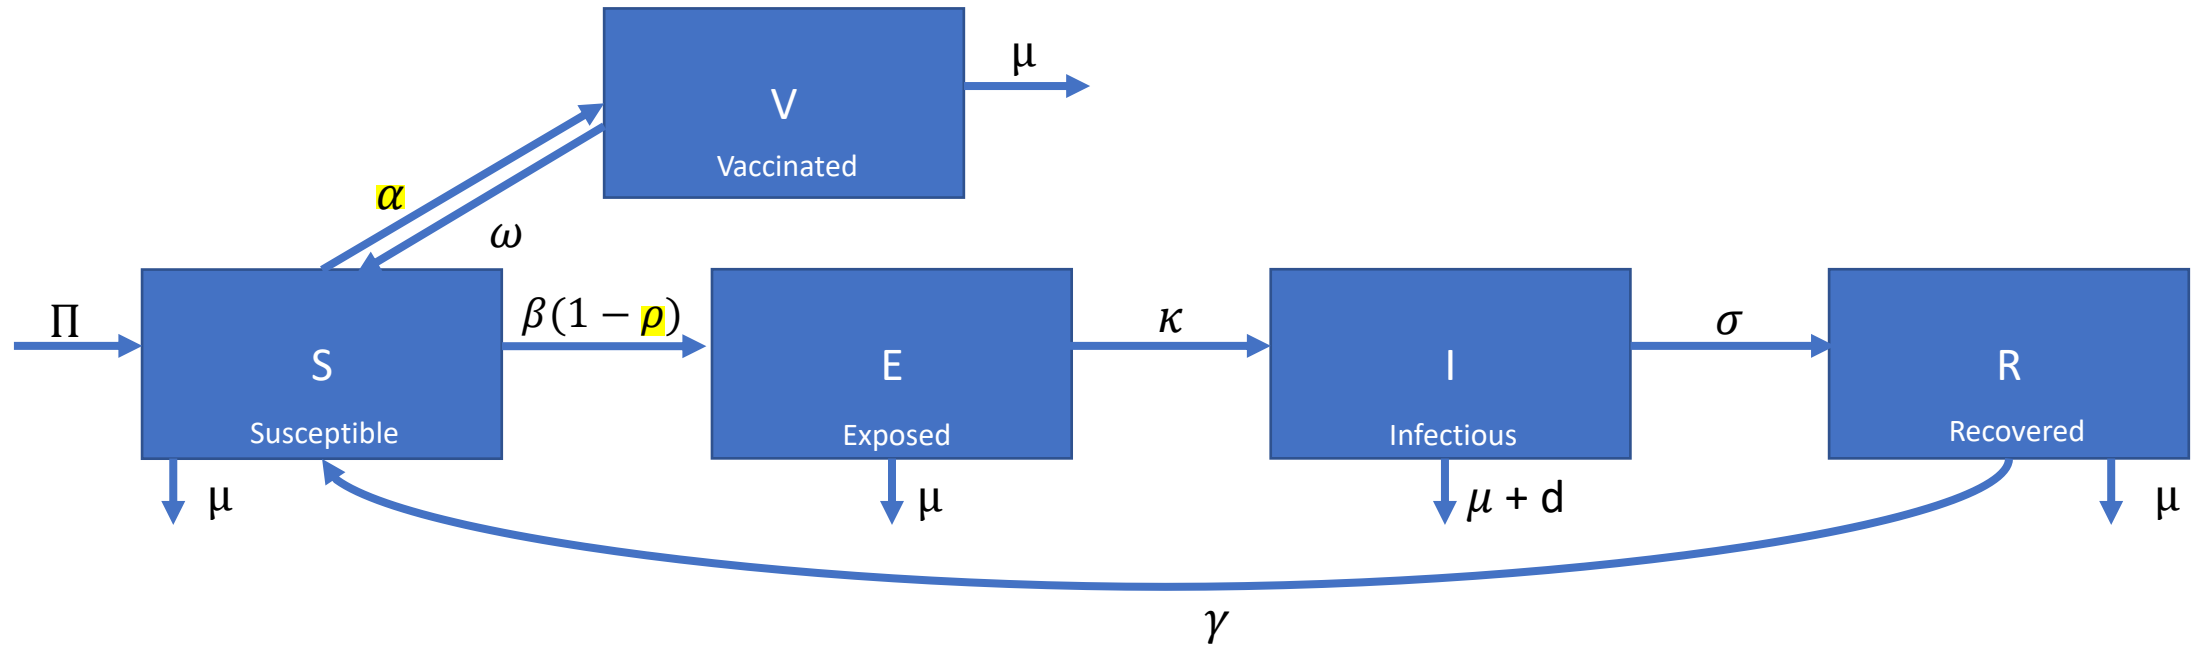 V
Vaccinated
μ
α
ω
Π
S
Susceptible
β(1 − ρ)
E
Exposed
κ
I
Infectious
σ
R
Recovered
μ
μ
μ + d
μ
γ